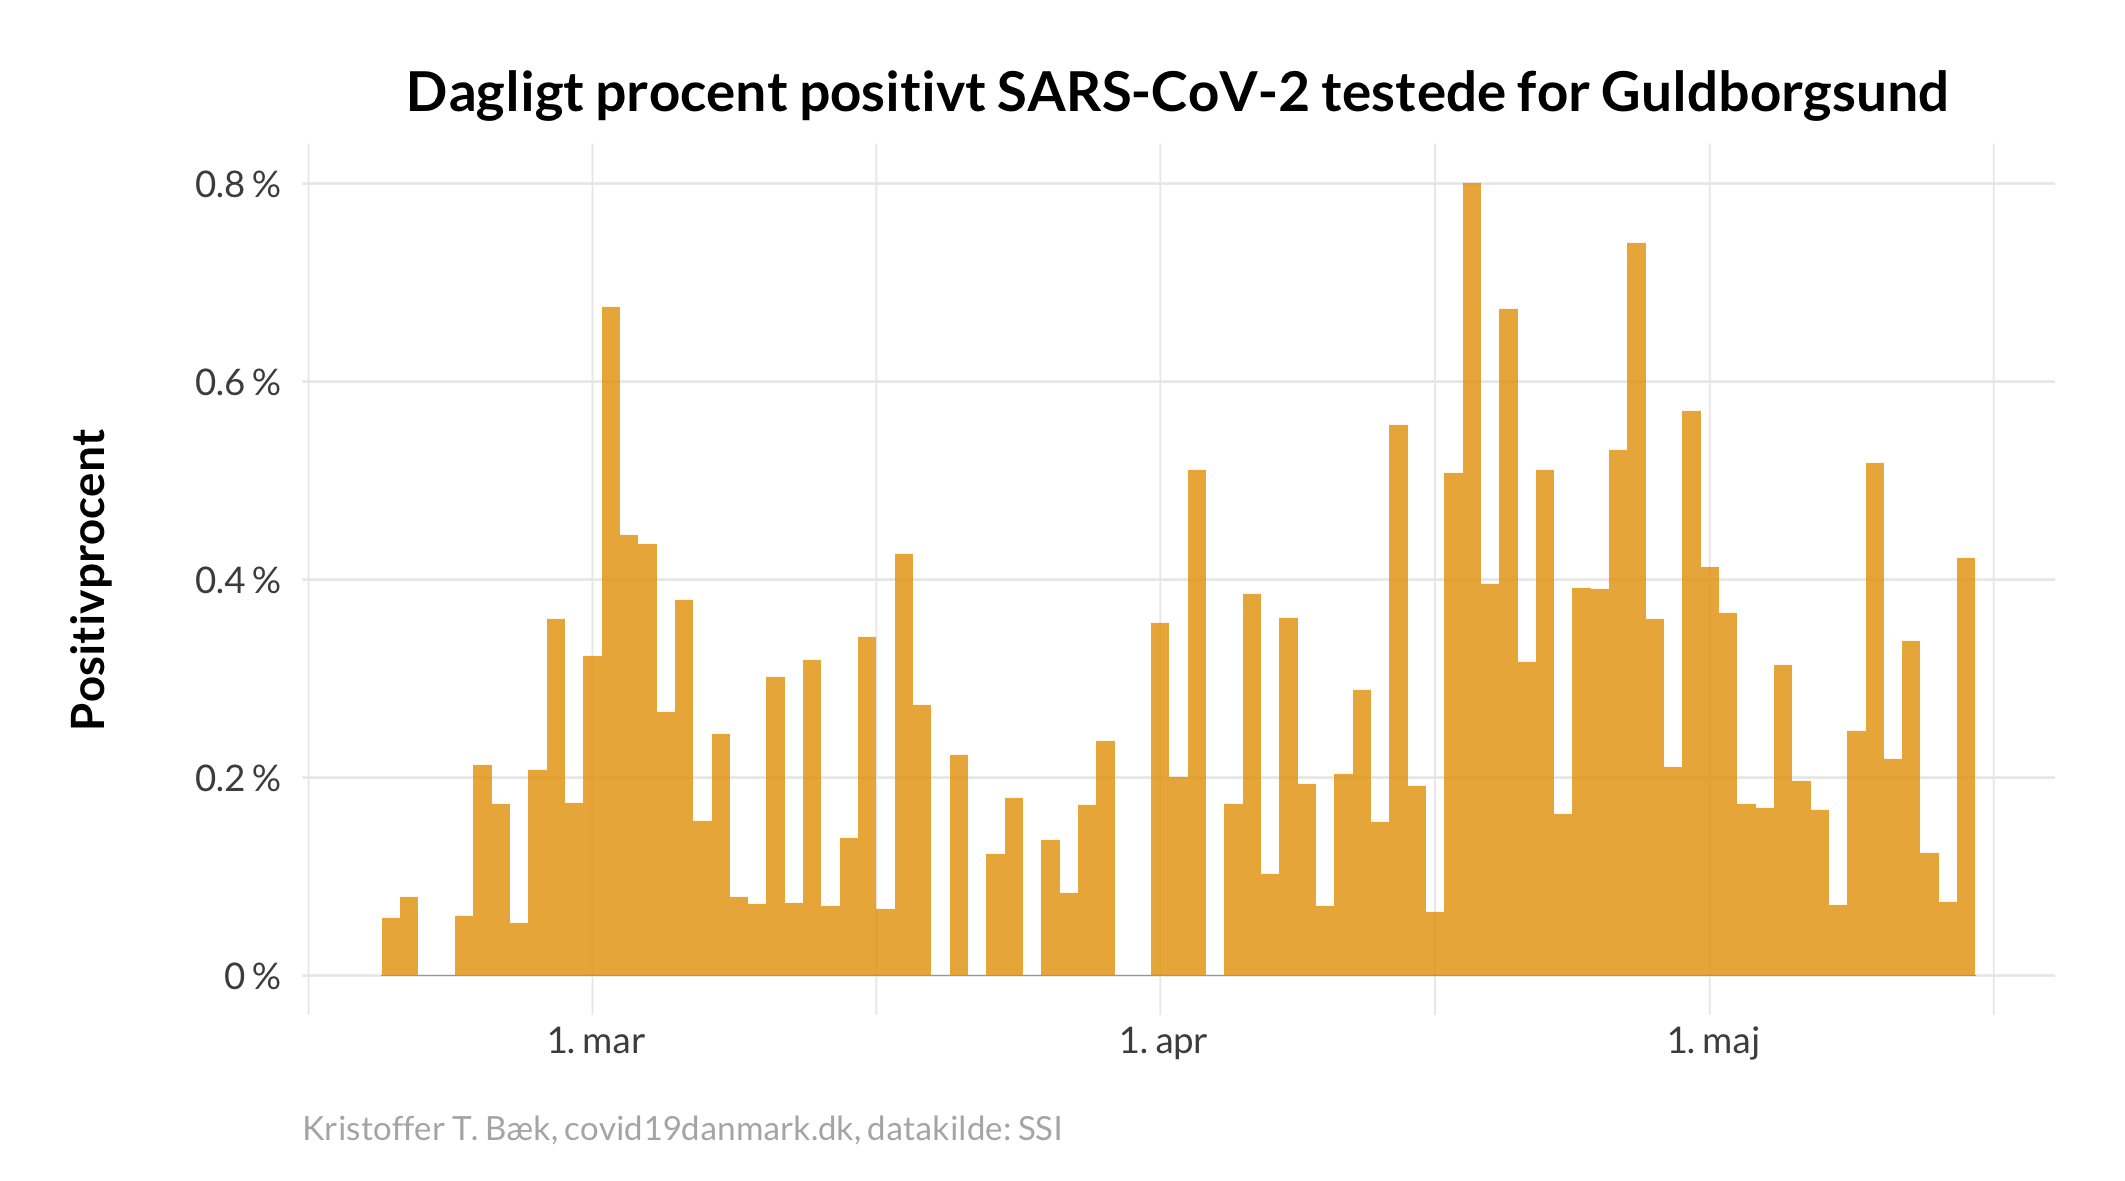 Dagligt procent positivt SARS-CoV-2 testede for Guldborgsund
Positivprocent
0.8 %
0.6 %
0.4 %
0.2 %
0 %
1. mar
1. apr
1. maj
Kristoffer T. Bæk, covid19danmark.dk, datakilde: SSI